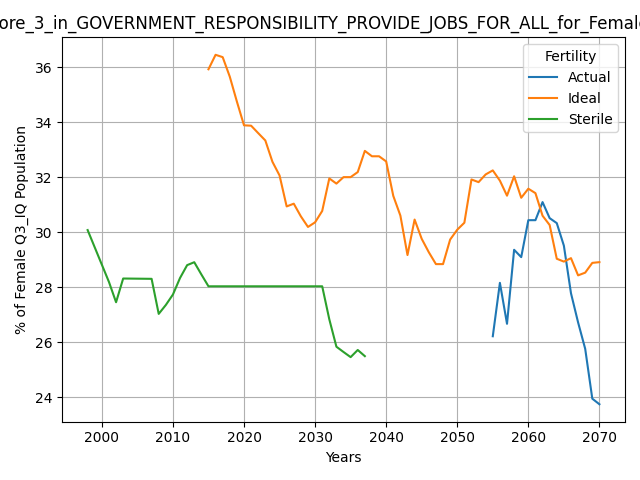 ore_3_in_GOVERNMENT_RESPONSIBILITY_PROVIDE_JOBS_FOR_ALL_for_Female
Fertility
Actual
Ideal
Sterile
% of Female Q3_IQ Population
36
34
32
30
28
26
24
2000 2010 2020 2030 2040 2050 2060 2070
Years